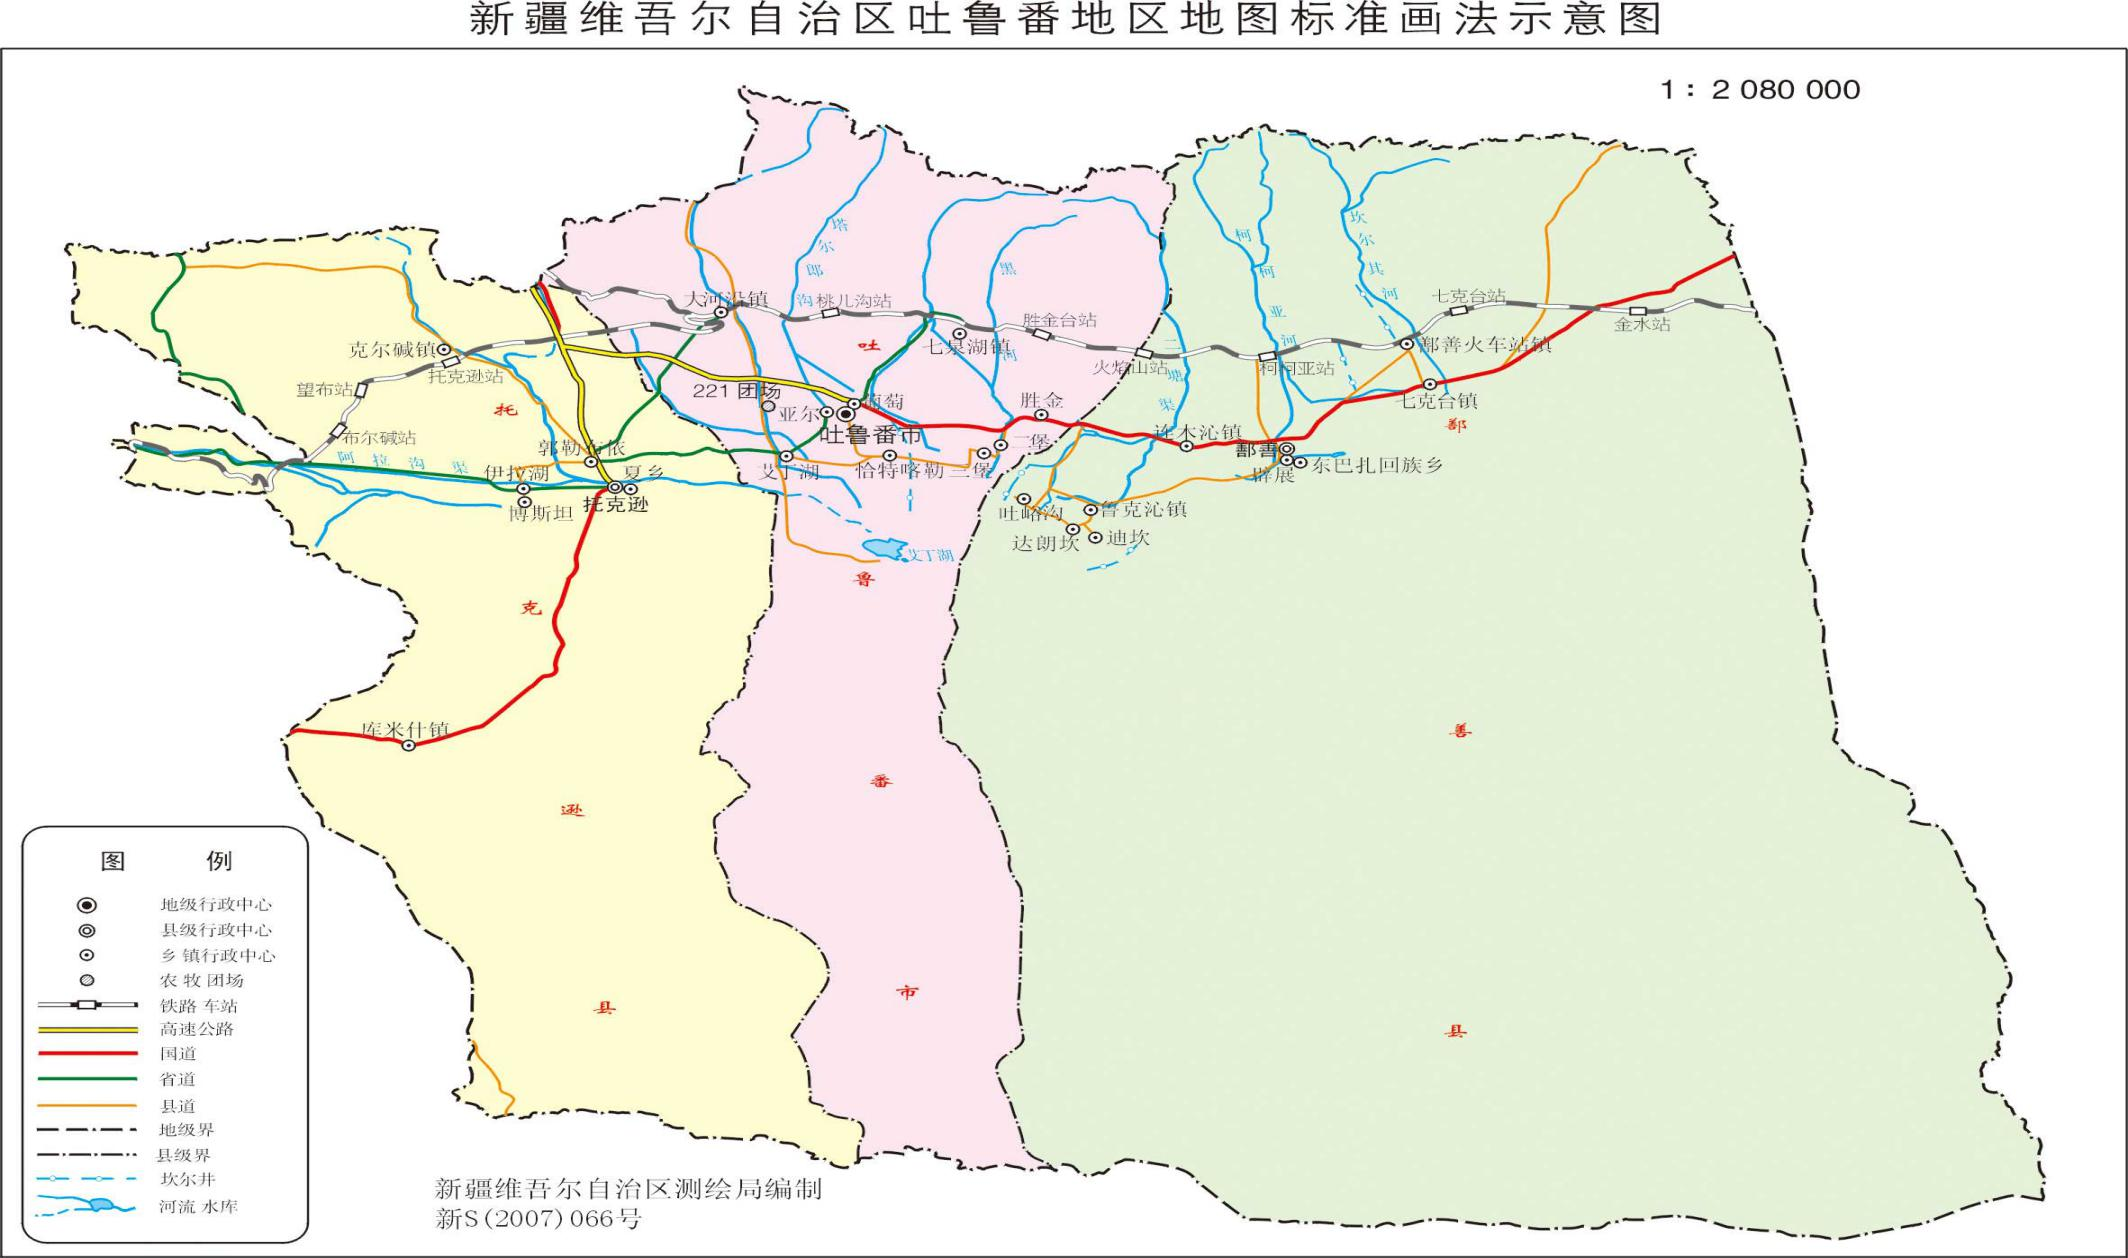 新疆维吾尔自治区吐鲁番地区地图标准画法示意图
1：2 080 000
塔尔郎沟
黑河
柯柯亚河
坎尔其河
二塘渠
大河沿镇
桃儿沟站
七泉湖镇
胜金台站
火焰山站
柯柯亚站
七克台站
金水站
鄯善火车站镇
克尔碱镇
托克逊站
望布站
布尔碱站
阿拉沟渠
221 团场
亚尔
葡萄
吐鲁番市
胜金
二堡
三堡
恰特喀勒
艾丁湖
连木沁镇
七克台镇
鄯善
辟展
东巴扎回族乡
郭勒布依
伊拉湖
夏乡
托克逊
博斯坦
吐峪沟
鲁克沁镇
达朗坎
迪坎
艾丁湖
库米什镇
托克逊县
吐鲁番市
鄯善县
图 例
地级行政中心
县级行政中心
乡 镇行政中心
农 牧 团场
铁路 车站
高速公路
国道
省道
县道
地级界
县级界
坎尔井
河流 水库
新疆维吾尔自治区测绘局编制
新S(2007)066号